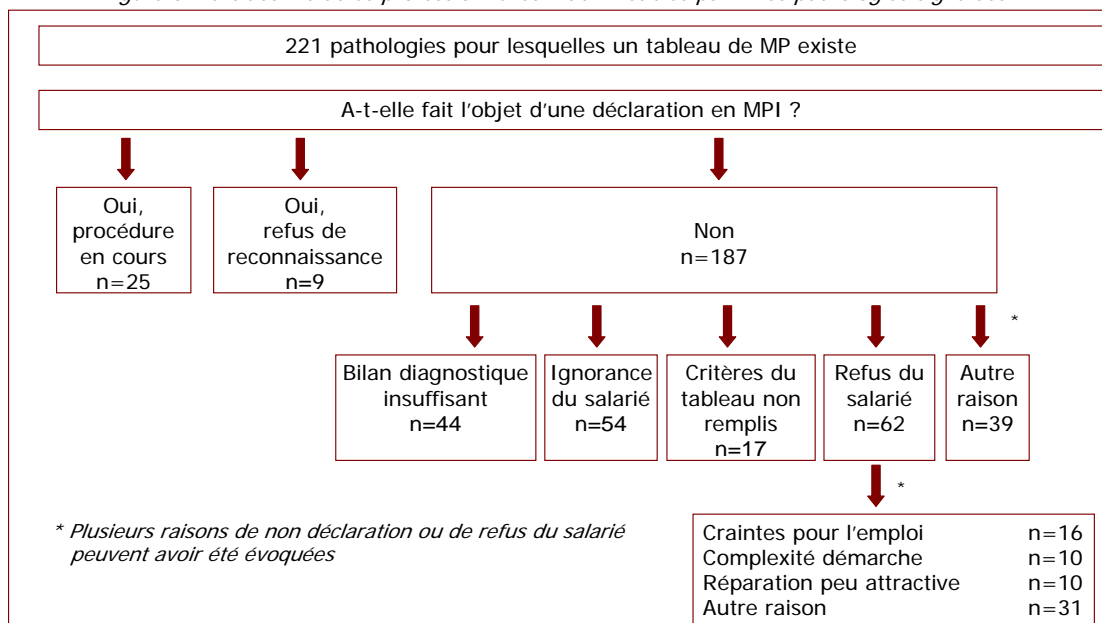 221 pathologies pour lesquelles un tableau de MP existe
A-t-elle fait l'objet d'une déclaration en MPI ?
Oui,
procédure
en cours
n=25
Oui,
refus de
reconnaissance
n=9
Non
n=187
*
Bilan diagnostique
insuffisant
n=44
Ignorance
du salarié
n=54
Critères du
tableau non
remplis
n=17
Refus du
salarié
n=62
Autre
raison
n=39
*
* Plusieurs raisons de non déclaration ou de refus du salarié
peuvent avoir été évoquées
Craintes pour l'emploi n=16
Complexité démarche n=10
Réparation peu attractive n=10
Autre raison n=31